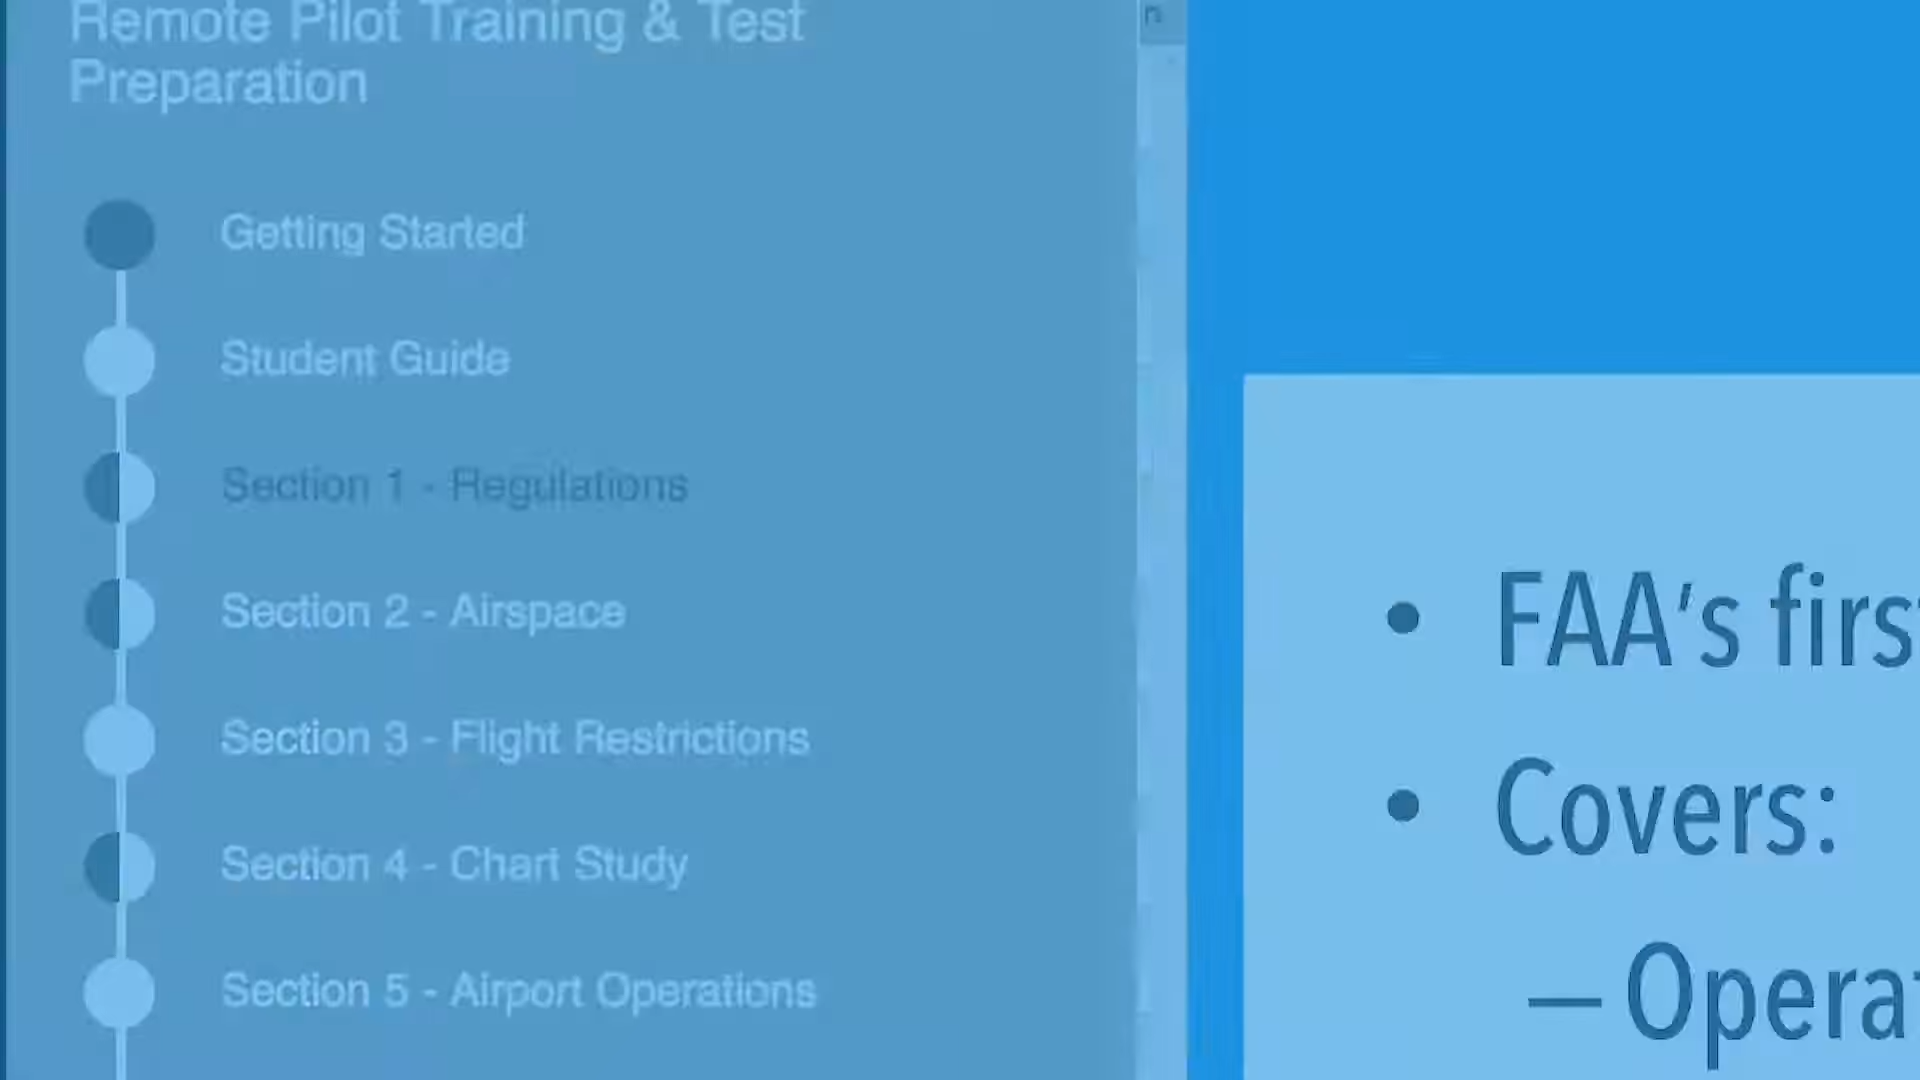 Remote Pilot Training & Test
Preparation
Getting Started
Student Guide
Section 1 - Regulations
Section 2 - Airspace
Section 3 - Flight Restrictions
Section 4 - Chart Study
Section 5 - Airport Operations
n
• FAA's firs
• Covers:
– Opera